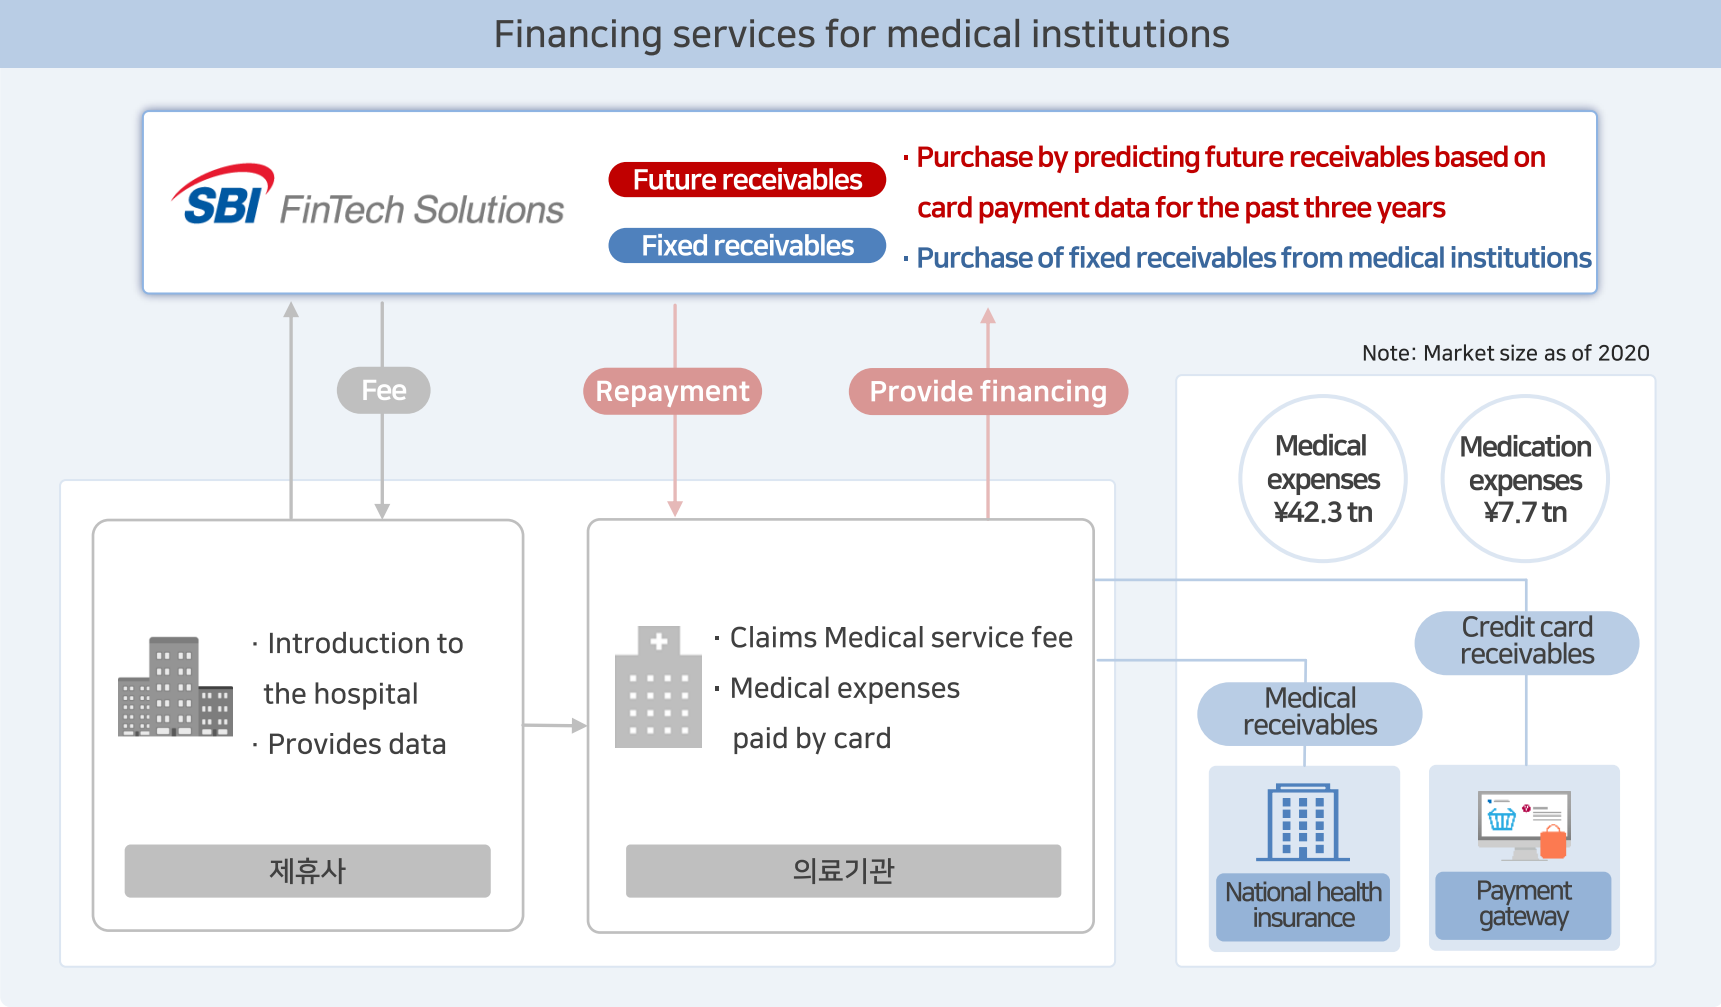 Financing services for medical institutions
SBI FinTech Solutions
Future receivables
Fixed receivables
· Purchase by predicting future receivables based on
card payment data for the past three years
· Purchase of fixed receivables from medical institutions
Fee
Repayment
Provide financing
Note: Market size as of 2020
Medical
expenses
¥42.3 tn
Medication
expenses
¥7.7 tn
· Introduction to
the hospital
· Provides data
제휴사
· Claims Medical service fee
· Medical expenses
paid by card
의료기관
Credit card
receivables
Medical
receivables
National health
insurance
Payment
gateway